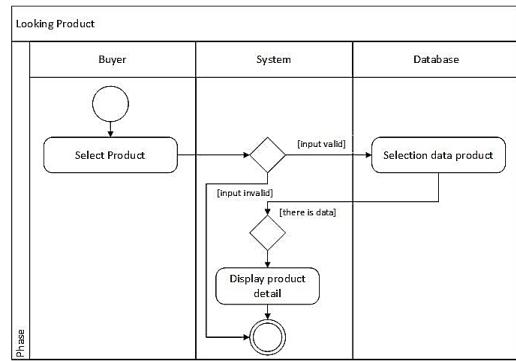 Looking Product
Buyer
System
Database
Select Product
[input valid]
Selection data product
[input invalid]
[there is data]
Display product
detail
Phase